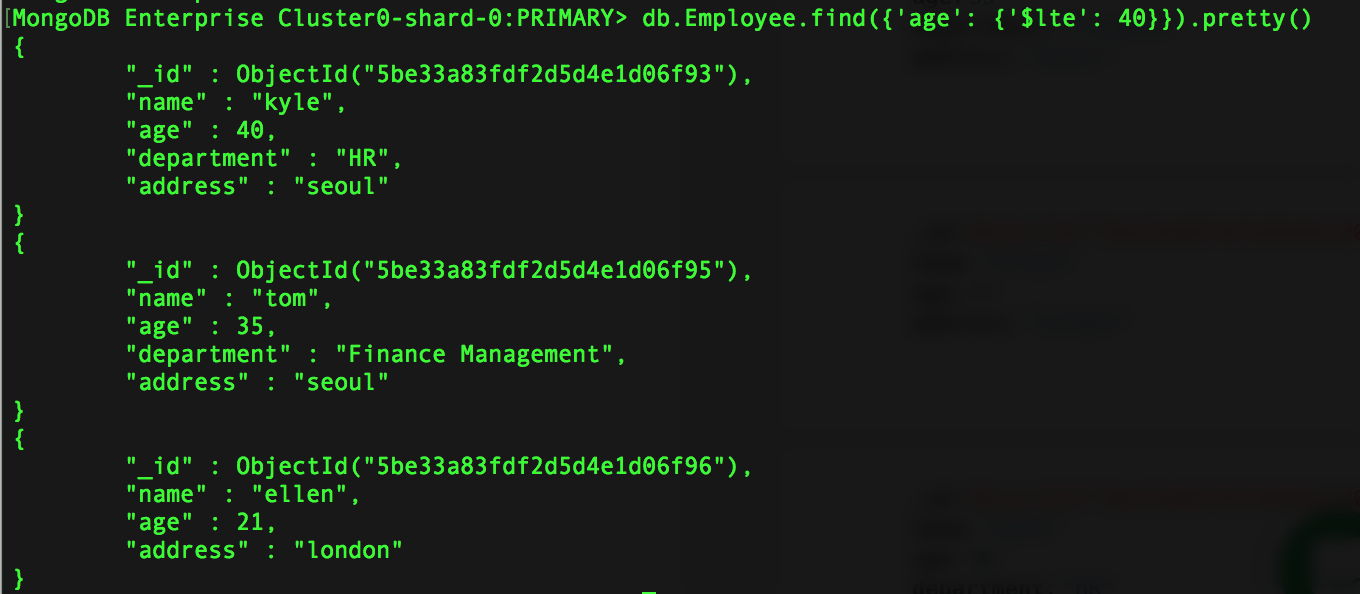 [MongoDB Enterprise Cluster0-shard-0:PRIMARY> db.Employee.find({'age': {'$lte': 40}}).pretty()
{
"_id" : ObjectId("5be33a83fdf2d5d4e1d06f93"),
"name" : "kyle",
"age" : 40,
"department" : "HR",
"address" : "seoul"
}
{
"_id" : ObjectId("5be33a83fdf2d5d4e1d06f95"),
"name" : "tom",
"age" : 35,
"department" : "Finance Management",
"address" : "seoul"
}
{
"_id" : ObjectId("5be33a83fdf2d5d4e1d06f96"),
"name" : "ellen",
"age" : 21,
"address" : "london"
}